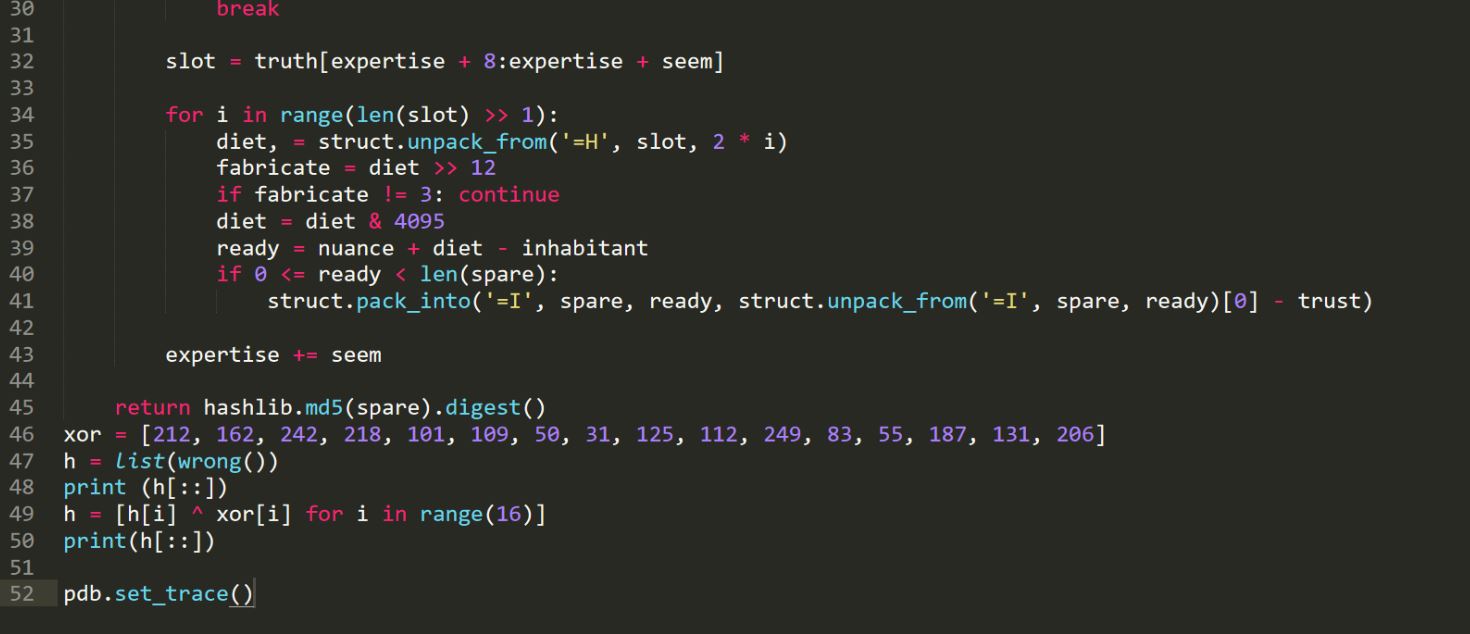 30 break
31
32 slot = truth[expertise + 8:expertise + seem]
33
34 for i in range(len(slot) >> 1):
35 diet, = struct.unpack_from('=H', slot, 2 * i)
36 fabricate = diet >> 12
37 if fabricate != 3: continue
38 diet = diet & 4095
39 ready = nuance + diet - inhabitant
40 if 0 <= ready < len(spare):
41 struct.pack_into('=I', spare, ready, struct.unpack_from('=I', spare, ready)[0] - trust)
42
43 expertise += seem
44
45 return hashlib.md5(spare).digest()
46 xor = [212, 162, 242, 218, 101, 109, 50, 31, 125, 112, 249, 83, 55, 187, 131, 206]
47 h = list(wrong())
48 print (h[::])
49 h = [h[i] ^ xor[i] for i in range(16)]
50 print(h[::])
51
52 pdb.set_trace()